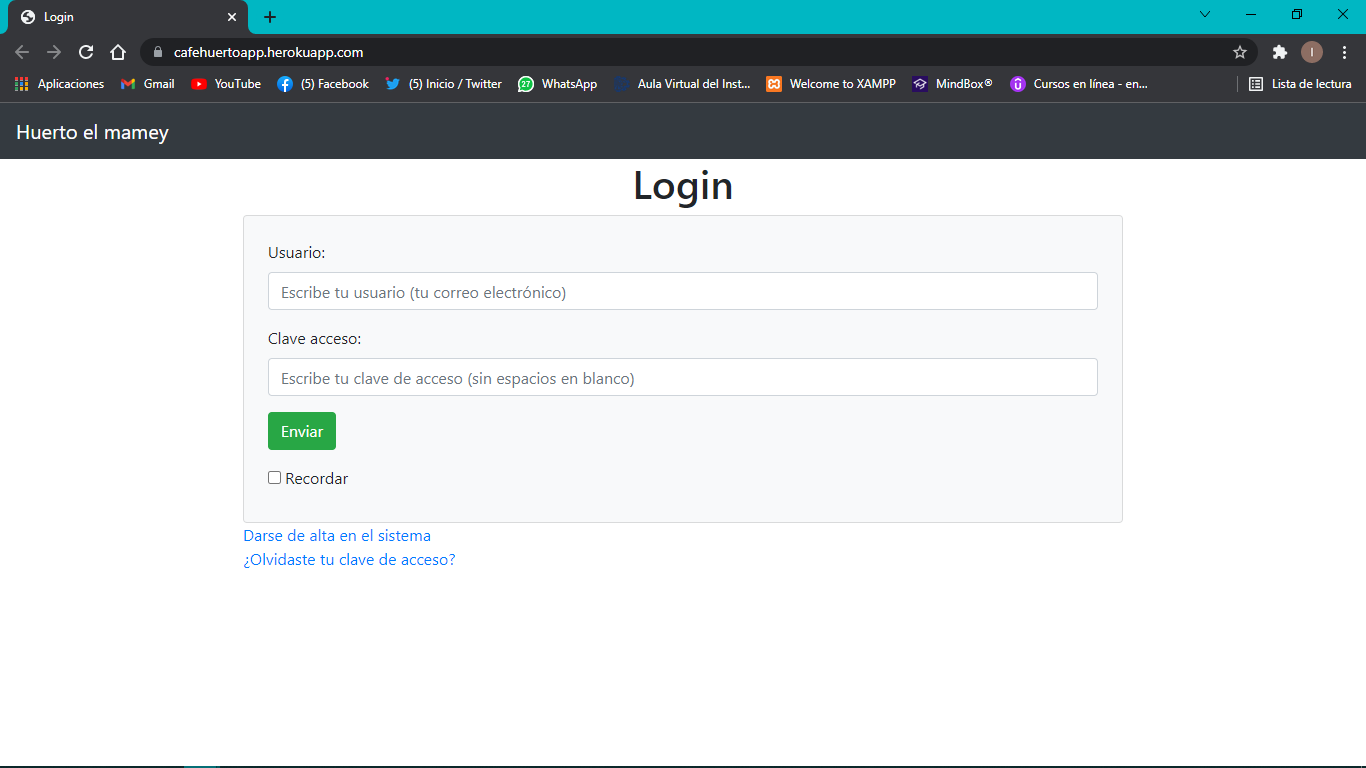 Login
cafehuertoapp.herokuapp.com
I
Aplicaciones Gmail YouTube (5) Facebook (5) Inicio / Twitter 27 WhatsApp Aula Virtual del Inst... Welcome to XAMPP MindBox® Cursos en línea - en... Lista de lectura
Huerto el mamey
Login
Usuario:
Escribe tu usuario (tu correo electrónico)
Clave acceso:
Escribe tu clave de acceso (sin espacios en blanco)
Enviar
Recordar
Darse de alta en el sistema
¿Olvidaste tu clave de acceso?